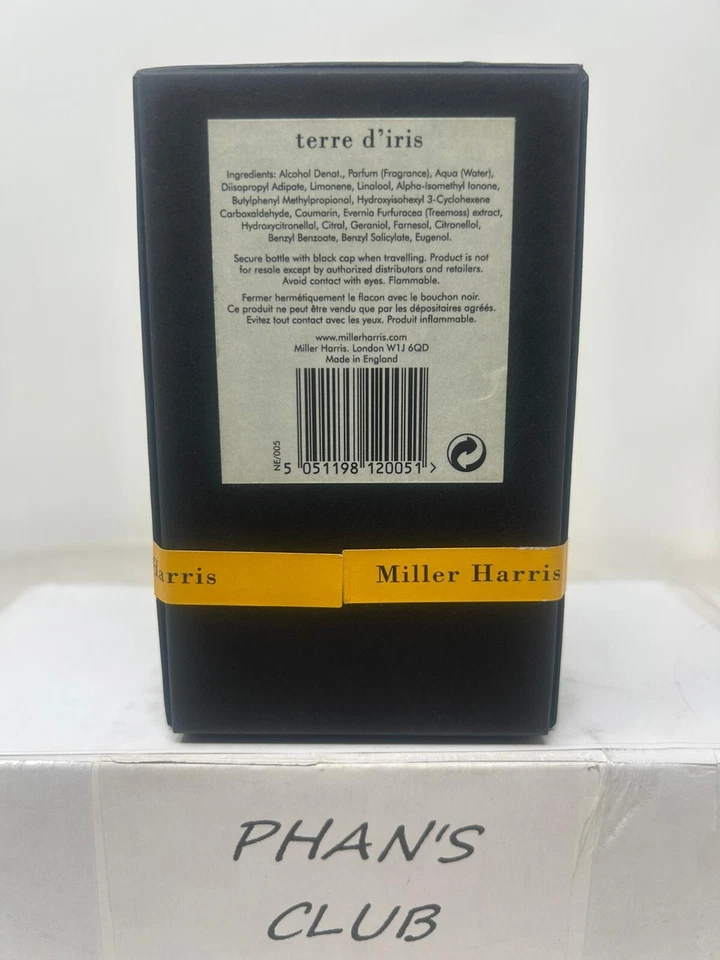 terre d'iris
Ingredients: Alcohol Denat., Parfum (Fragrance), Aqua (Water),
Diisopropyl Adipate, Limonene, Linalool, Alpha-Isomethyl Ionone,
Butylphenyl Methylpropional, Hydroxyisohexyl 3-Cyclohexene
Carboxaldehyde, Coumarin, Evernia Furfuracea (Treemoss) extract,
Hydroxycitronellal, Citral, Geraniol, Farnesol, Citronellol,
Benzyl Benzoate, Benzyl Salicylate, Eugenol.
Secure bottle with black cap when travelling. Product is not
for resale except by authorized distributors and retailers.
Avoid contact with eyes. Flammable.
Fermer hermétiquement le flacon avec le bouchon noir.
Ce produit ne peut être vendu que par les dépositaires agréés.
Evitez tout contact avec les yeux. Produit inflammable.
www.millerharris.com
Miller Harris. London W1J 6QD
Made in England
NE/005
5 051198 120051 >
Harris
Miller Harris
PHAN'S
CLUB